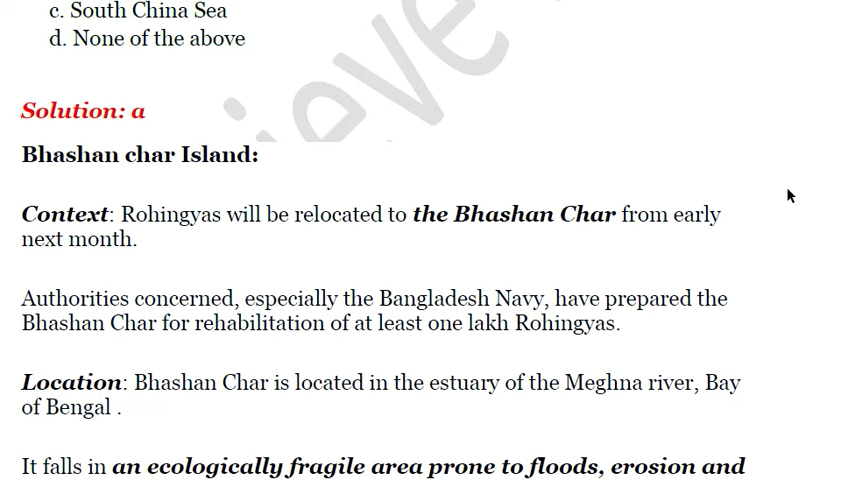 c. South China Sea
d. None of the above
ieve
Solution: a
Bhashan char Island:
Context: Rohingyas will be relocated to the Bhashan Char from early
next month.
Authorities concerned, especially the Bangladesh Navy, have prepared the
Bhashan Char for rehabilitation of at least one lakh Rohingyas.
Location: Bhashan Char is located in the estuary of the Meghna river, Bay
of Bengal .
It falls in an ecologically fragile area prone to floods, erosion and